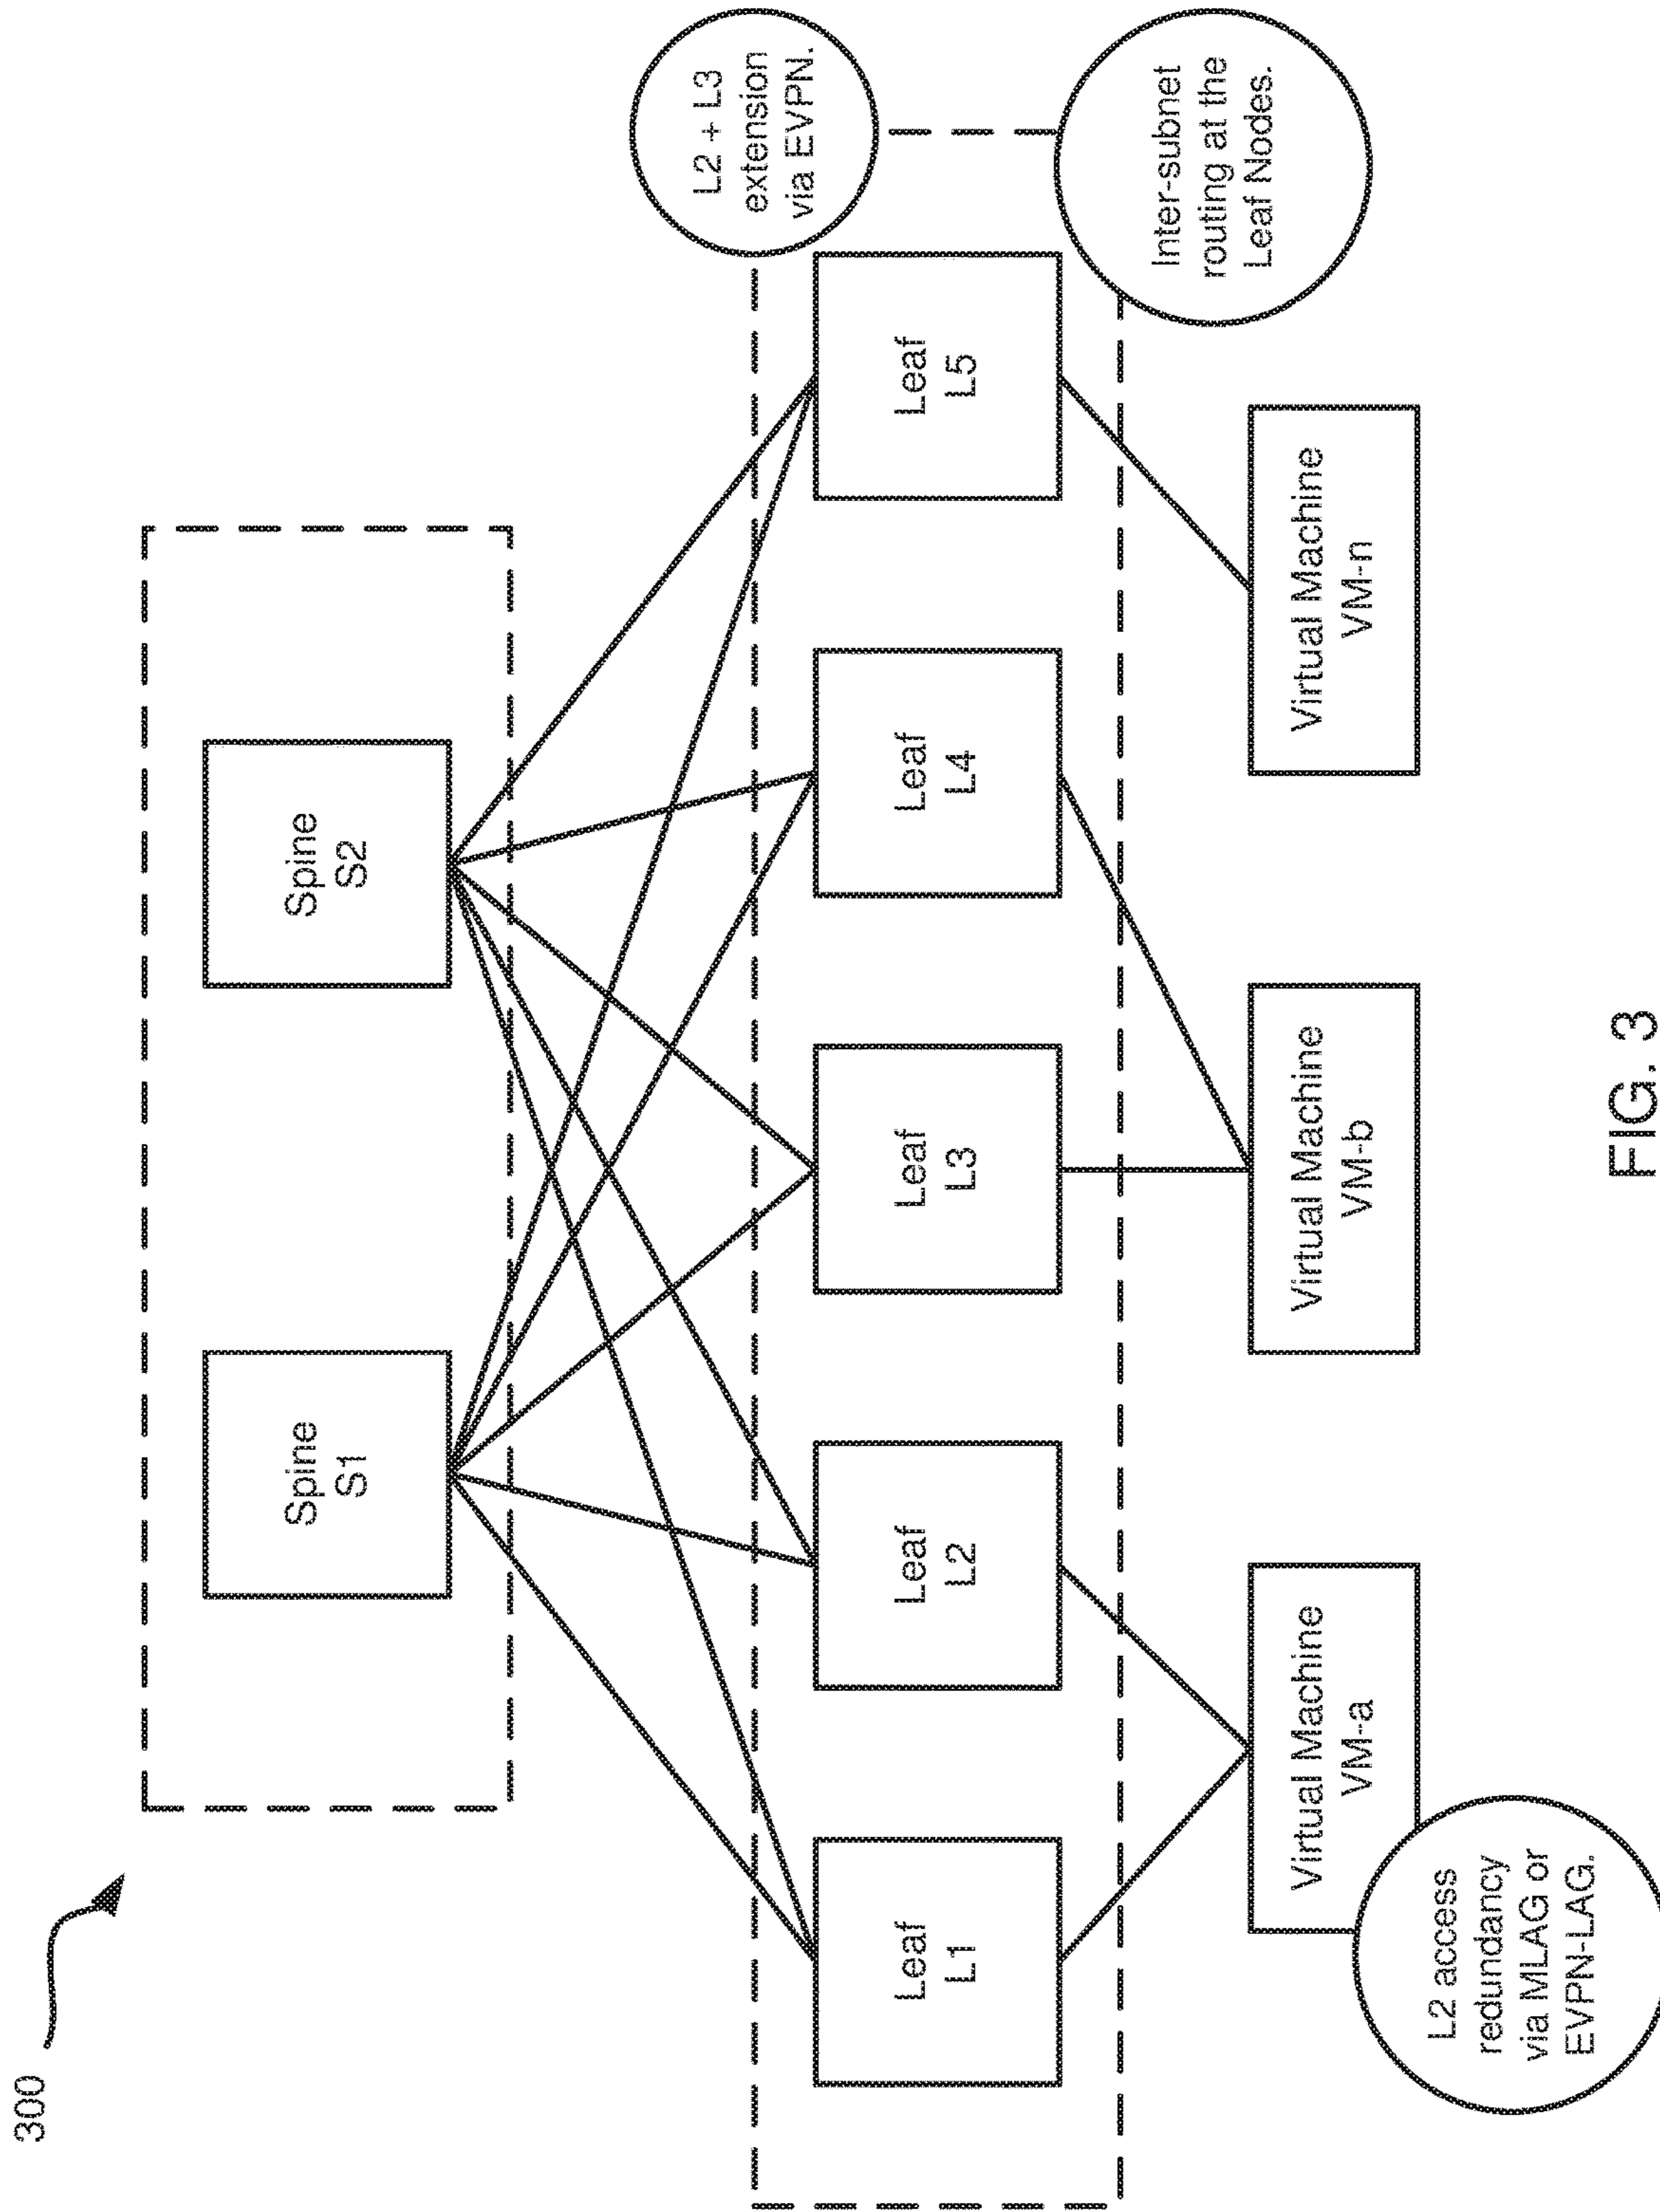 300
Spine
S1
Spine
S2
L2 + L3
extension
via EVPN.
Leaf
L1
Leaf
L2
Leaf
L3
Leaf
L4
Leaf
L5
Inter-subnet
routing at the
Leaf Nodes.
Virtual Machine
VM-a
Virtual Machine
VM-b
Virtual Machine
VM-n
L2 access
redundancy
via MLAG or
EVPN-LAG.
FIG. 3